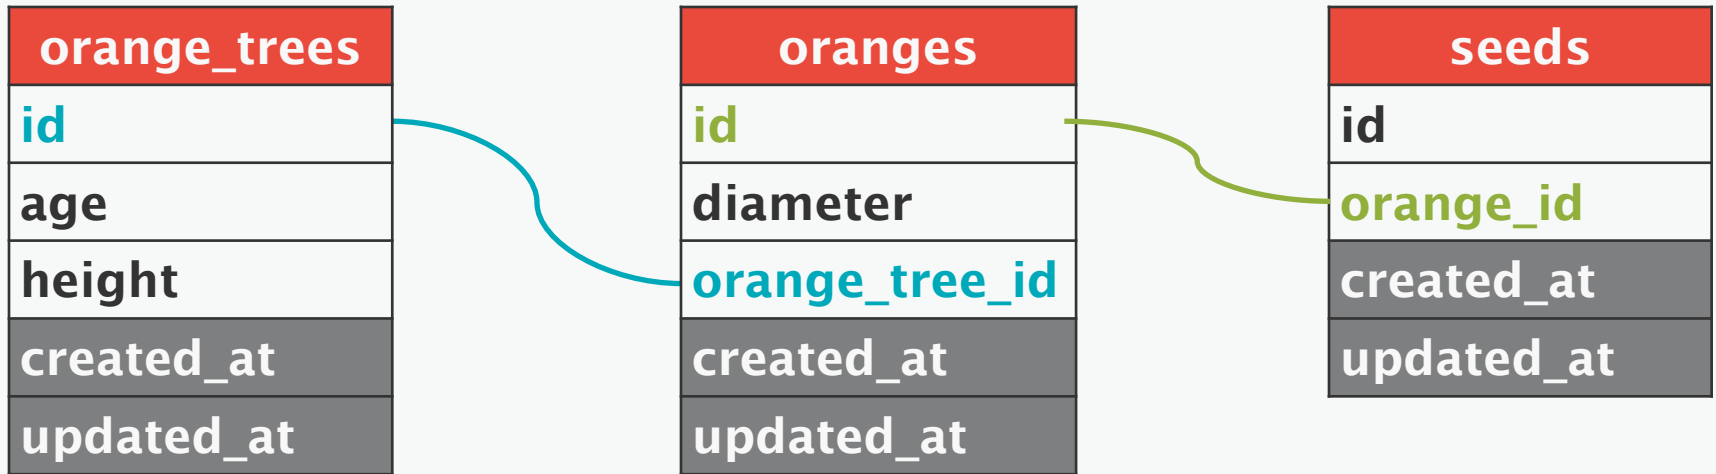 orange_trees
id
age
height
created_at
updated_at
oranges
id
diameter
orange_tree_id
created_at
updated_at
seeds
id
orange_id
created_at
updated_at